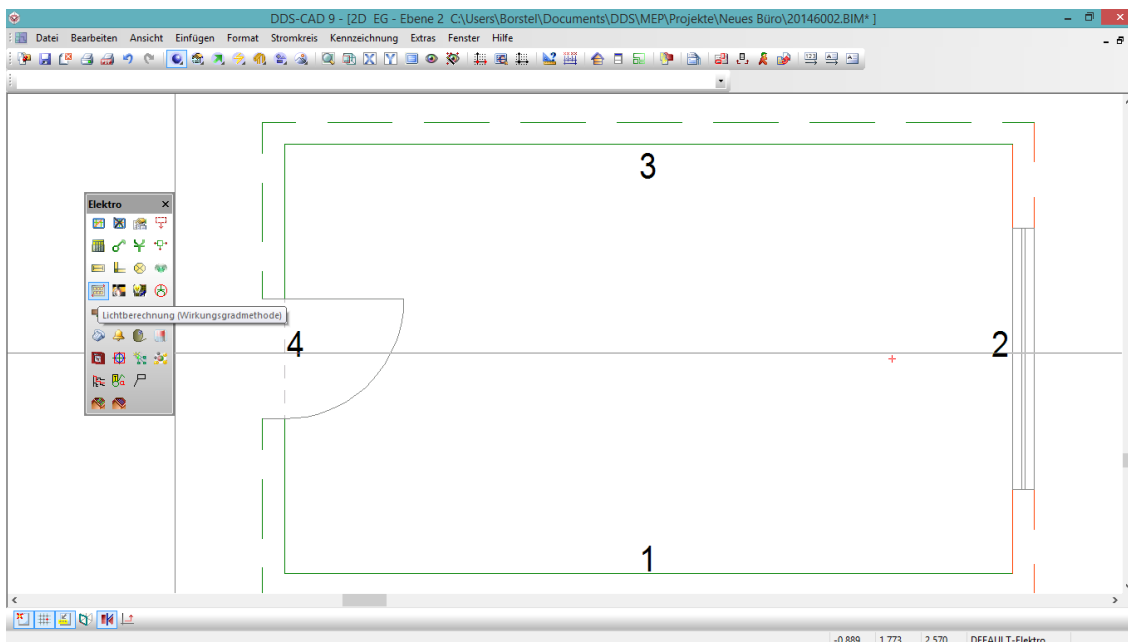 DDS-CAD 9 - [2D EG - Ebene 2 C:\Users\Borstel\Documents\DDS\MEP\Projekte\Neues Büro\20146002.BIM* ]
Datei Bearbeiten Ansicht Einfügen Format Stromkreis Kennzeichnung Extras Fenster Hilfe
3
Elektro
Lichtberechnung (Wirkungsgradmethode)
4
2
1
-0.889 1.773 2.570 DEFAULT-Elektro